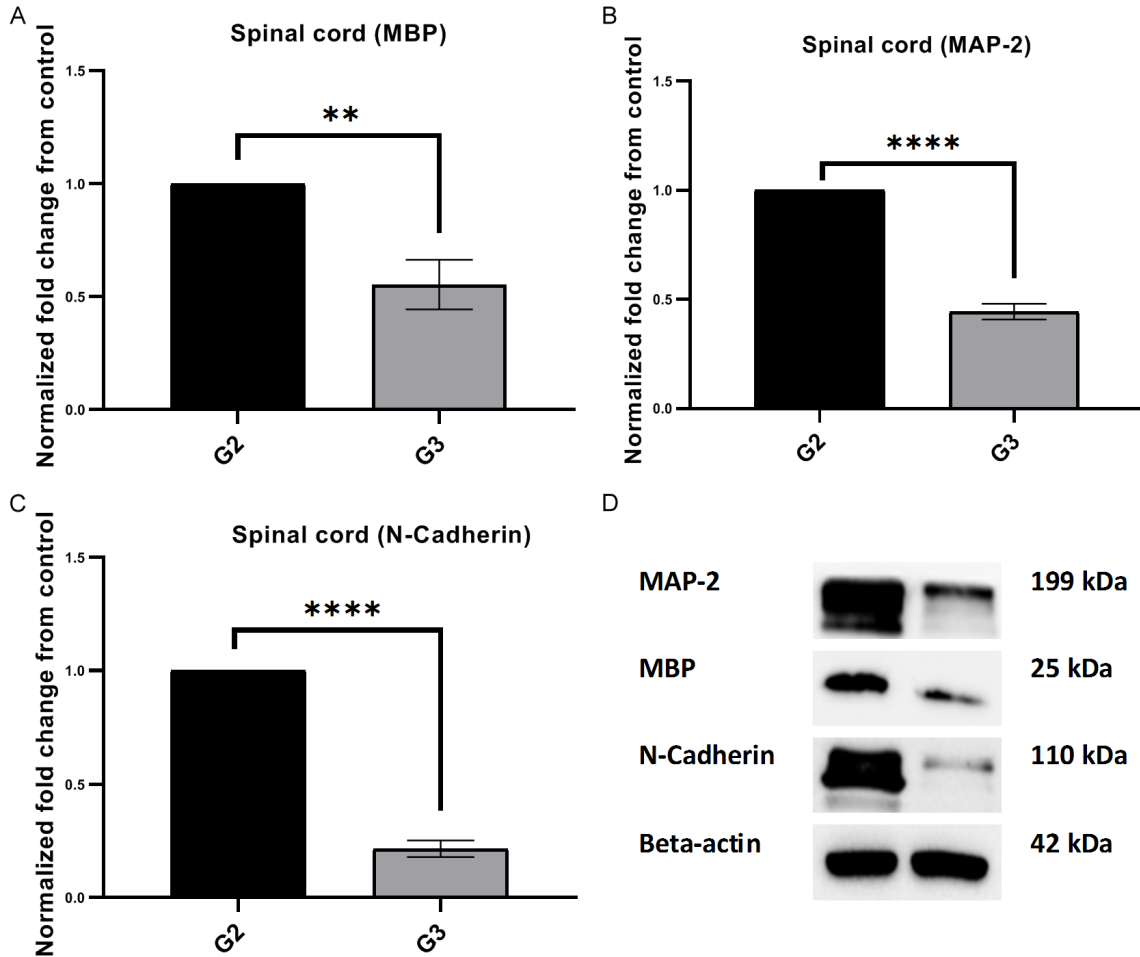 A
Spinal cord (MBP)
Normalized fold change from control
1.5
1.0
0.5
0.0
**
G2
G3
B
Spinal cord (MAP-2)
Normalized fold change from control
1.5
1.0
0.5
0.0
****
G2
G3
C
Spinal cord (N-Cadherin)
Normalized fold change from control
1.5
1.0
0.5
0.0
****
G2
G3
D
MAP-2 199 kDa
MBP 25 kDa
N-Cadherin 110 kDa
Beta-actin 42 kDa